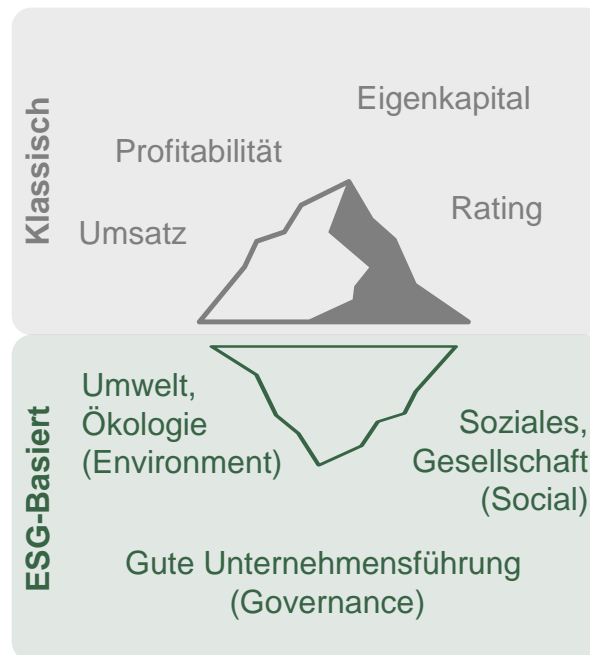 Klassisch
Eigenkapital
Profitabilität
Rating
Umsatz
ESG-Basiert
Umwelt,
Ökologie
(Environment)
Soziales,
Gesellschaft
(Social)
Gute Unternehmensführung
(Governance)